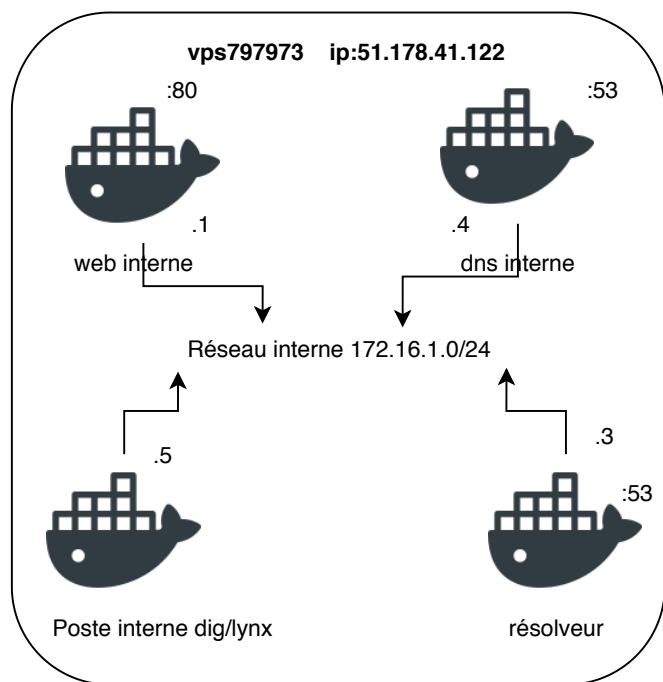 vps797973 ip:51.178.41.122
:80
:53
.1
.4
web interne
dns interne
Réseau interne 172.16.1.0/24
.5
.3
:53
Poste interne dig/lynx
résolveur